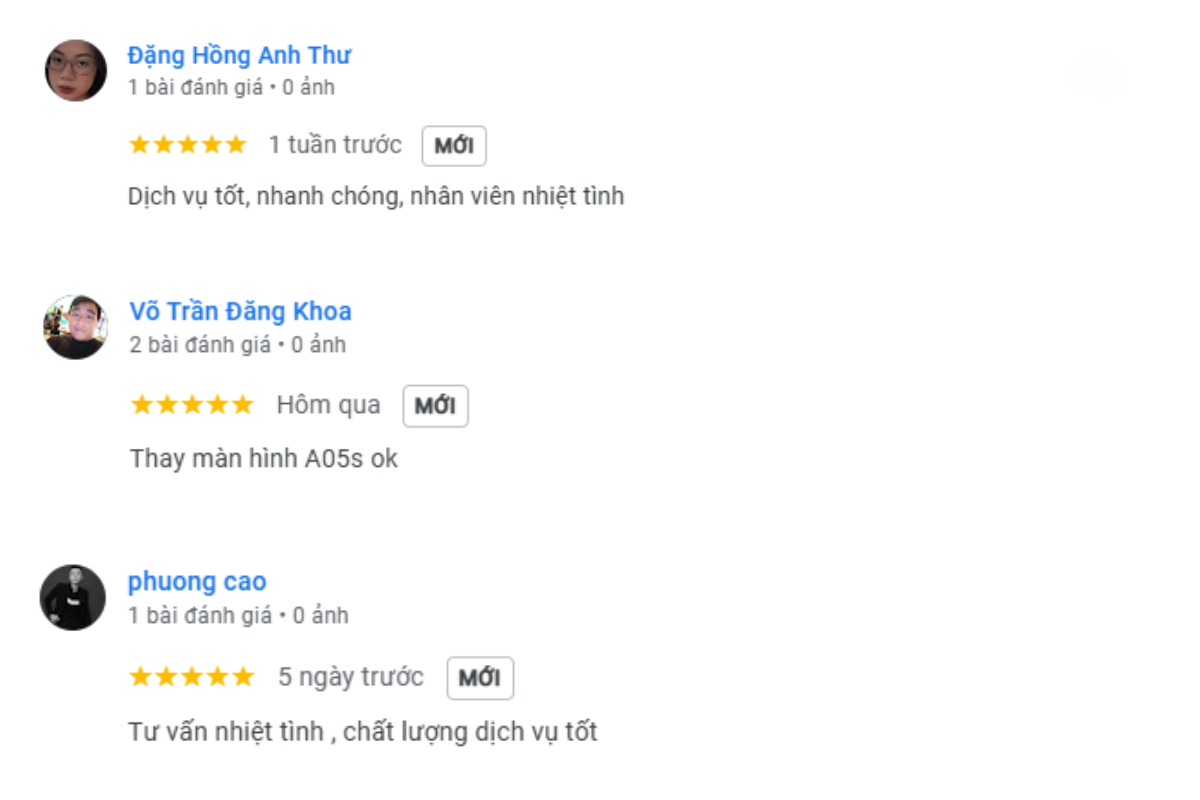 Đặng Hồng Anh Thư
1 bài đánh giá • 0 ảnh
1 tuần trước MỚI
Dịch vụ tốt, nhanh chóng, nhân viên nhiệt tình
Võ Trần Đăng Khoa
2 bài đánh giá • 0 ảnh
Hôm qua MỚI
Thay màn hình A05s ok
phuong cao
1 bài đánh giá • 0 ảnh
5 ngày trước MỚI
Tư vấn nhiệt tình , chất lượng dịch vụ tốt